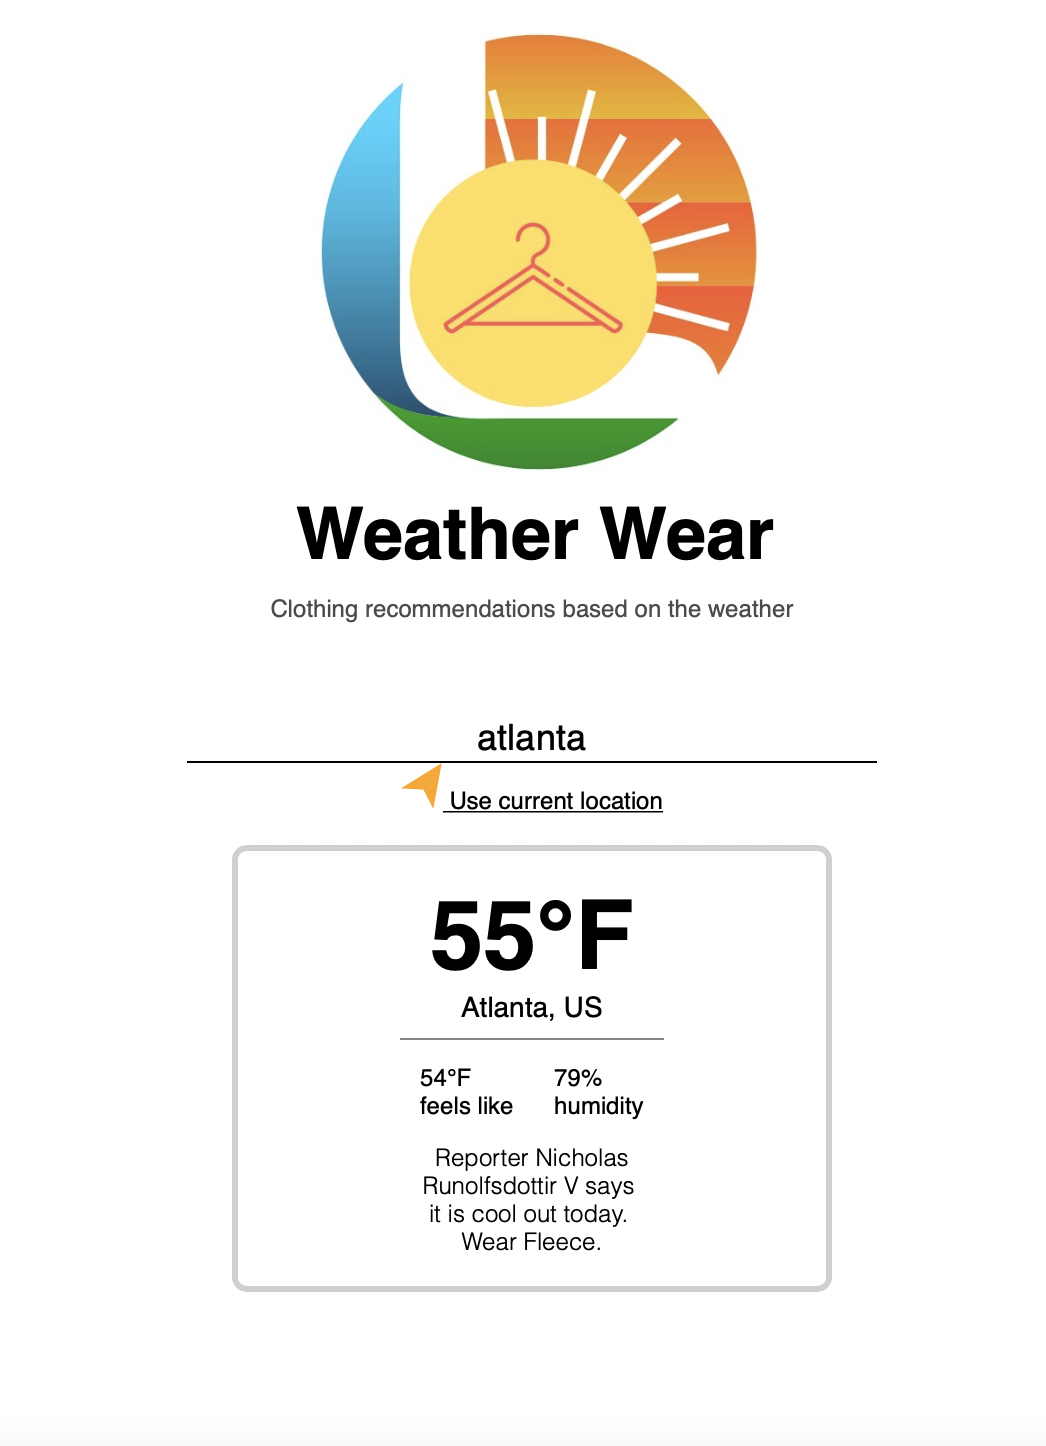 Weather Wear
Clothing recommendations based on the weather
atlanta
Use current location
55°F
Atlanta, US
54°F
feels like
79%
humidity
Reporter Nicholas
Runolfsdottir V says
it is cool out today.
Wear Fleece.